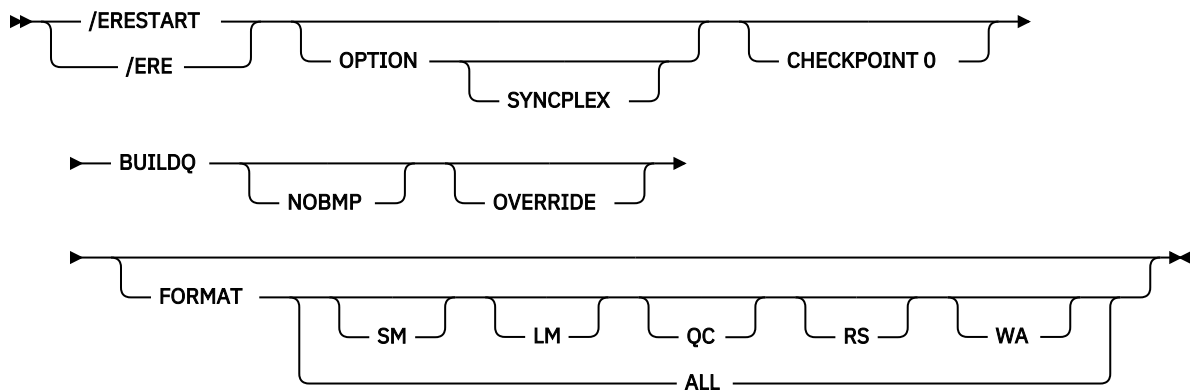 /ERESTART
/ERE
OPTION
SYNCPLEX
CHECKPOINT 0
BUILDQ
NOBMP
OVERRIDE
FORMAT
SM LM QC RS WA
ALL